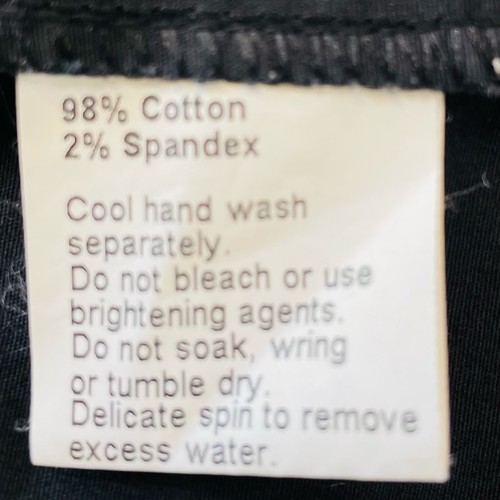 98% Cotton
2% Spandex
Cool hand wash
separately.
Do not bleach or use
brightening agents.
Do not soak, wring
or tumble dry.
Delicate spin to remove
excess water.